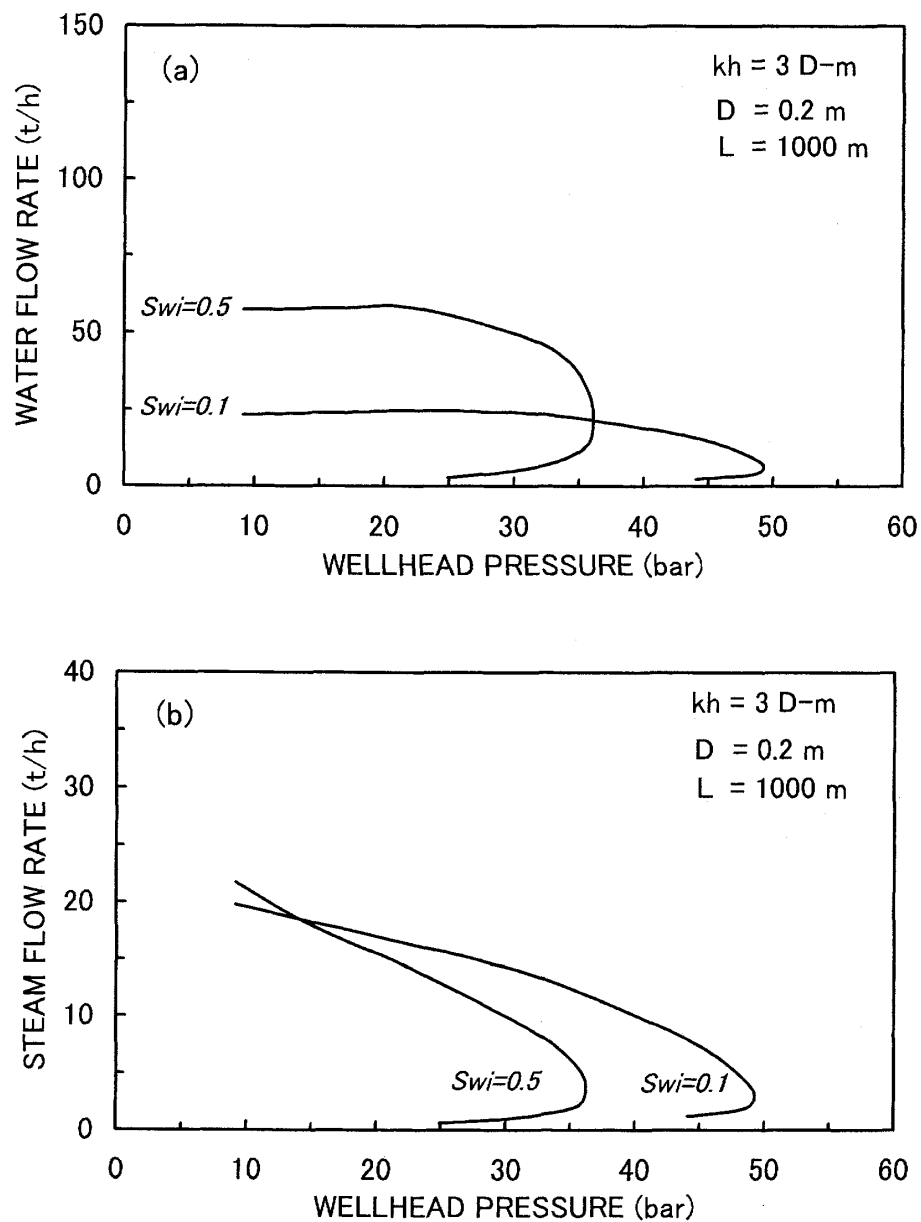 150
(a)
kh = 3 D-m
D = 0.2 m
L = 1000 m
100
WATER FLOW RATE (t/h)
Swi=0.5
50
Swi=0.1
0
0 10 20 30 40 50 60
WELLHEAD PRESSURE (bar)
40
(b)
kh = 3 D-m
D = 0.2 m
L = 1000 m
30
STEAM FLOW RATE (t/h)
20
10
Swi=0.5 Swi=0.1
0
0 10 20 30 40 50 60
WELLHEAD PRESSURE (bar)